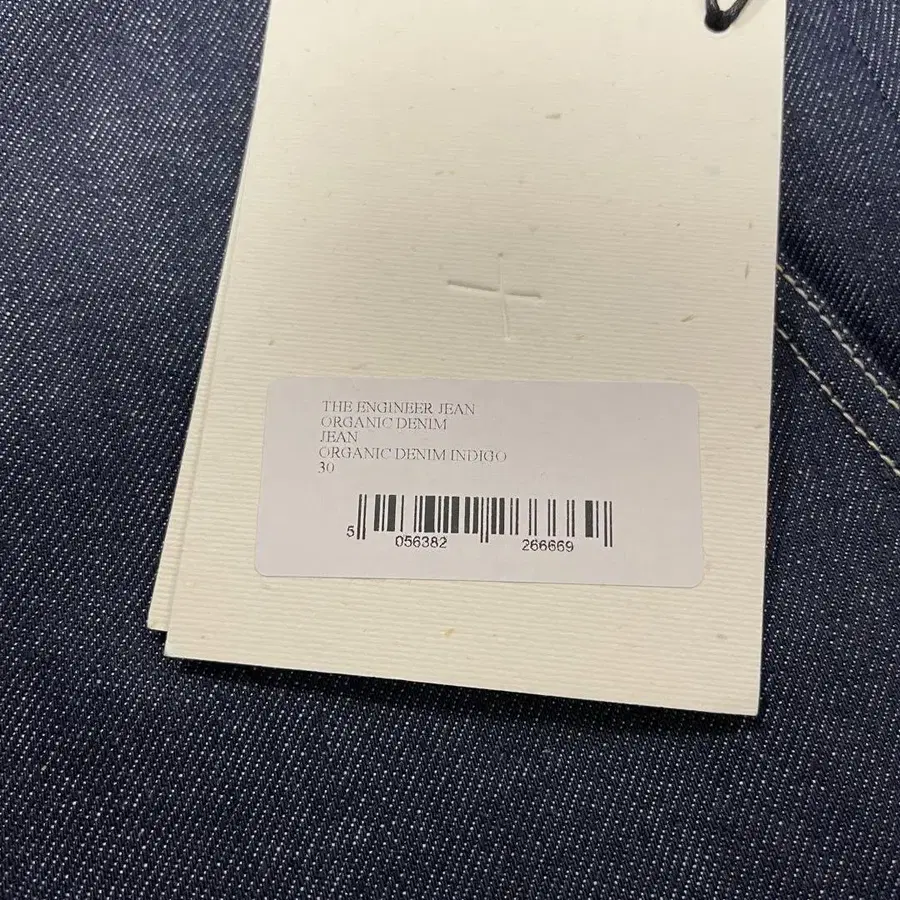 THE ENGINEER JEAN
ORGANIC DENIM
JEAN
ORGANIC DENIM INDIGO
30
5 056382 266669